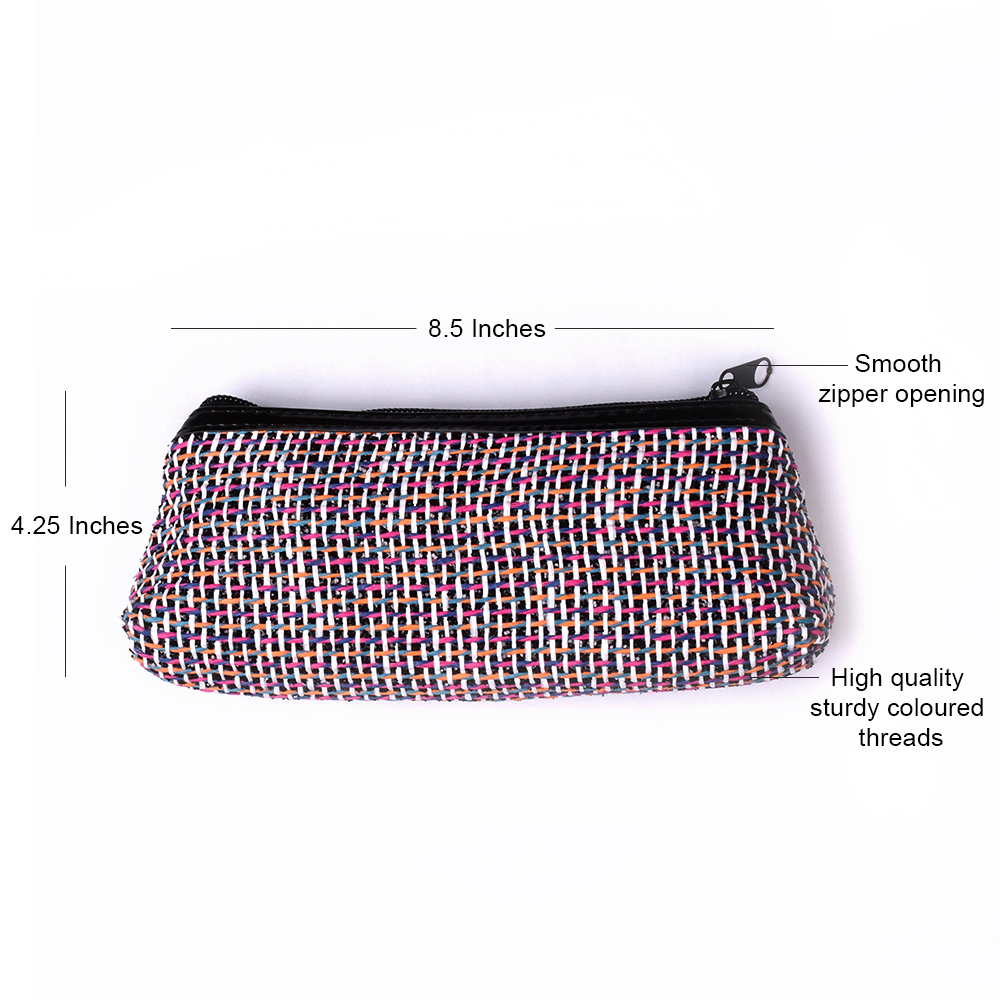 8.5 Inches
Smooth
zipper opening
4.25 Inches
High quality
sturdy coloured
threads